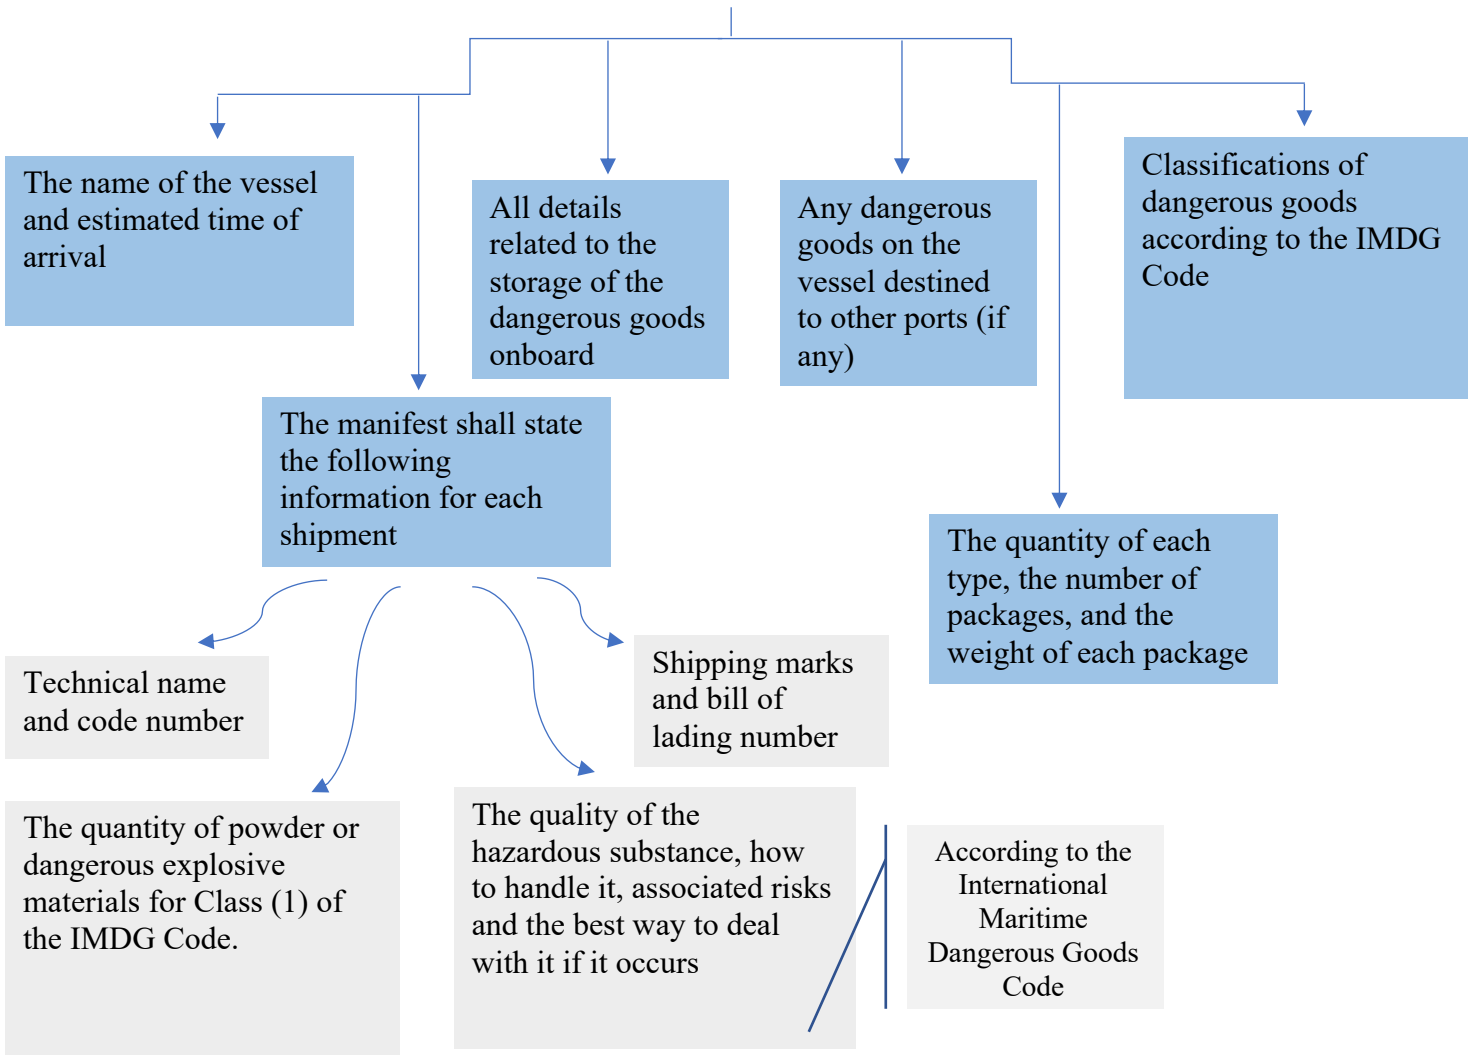 The name of the vessel
and estimated time of
arrival
All details
related to the
storage of the
dangerous goods
onboard
Any dangerous
goods on the
vessel destined
to other ports (if
any)
Classifications of
dangerous goods
according to the IMDG
Code
The manifest shall state
the following
information for each
shipment
The quantity of each
type, the number of
packages, and the
weight of each package
Technical name
and code number
Shipping marks
and bill of
lading number
The quantity of powder or
dangerous explosive
materials for Class (1) of
the IMDG Code.
The quality of the
hazardous substance, how
to handle it, associated risks
and the best way to deal
with it if it occurs
According to the
International
Maritime
Dangerous Goods
Code